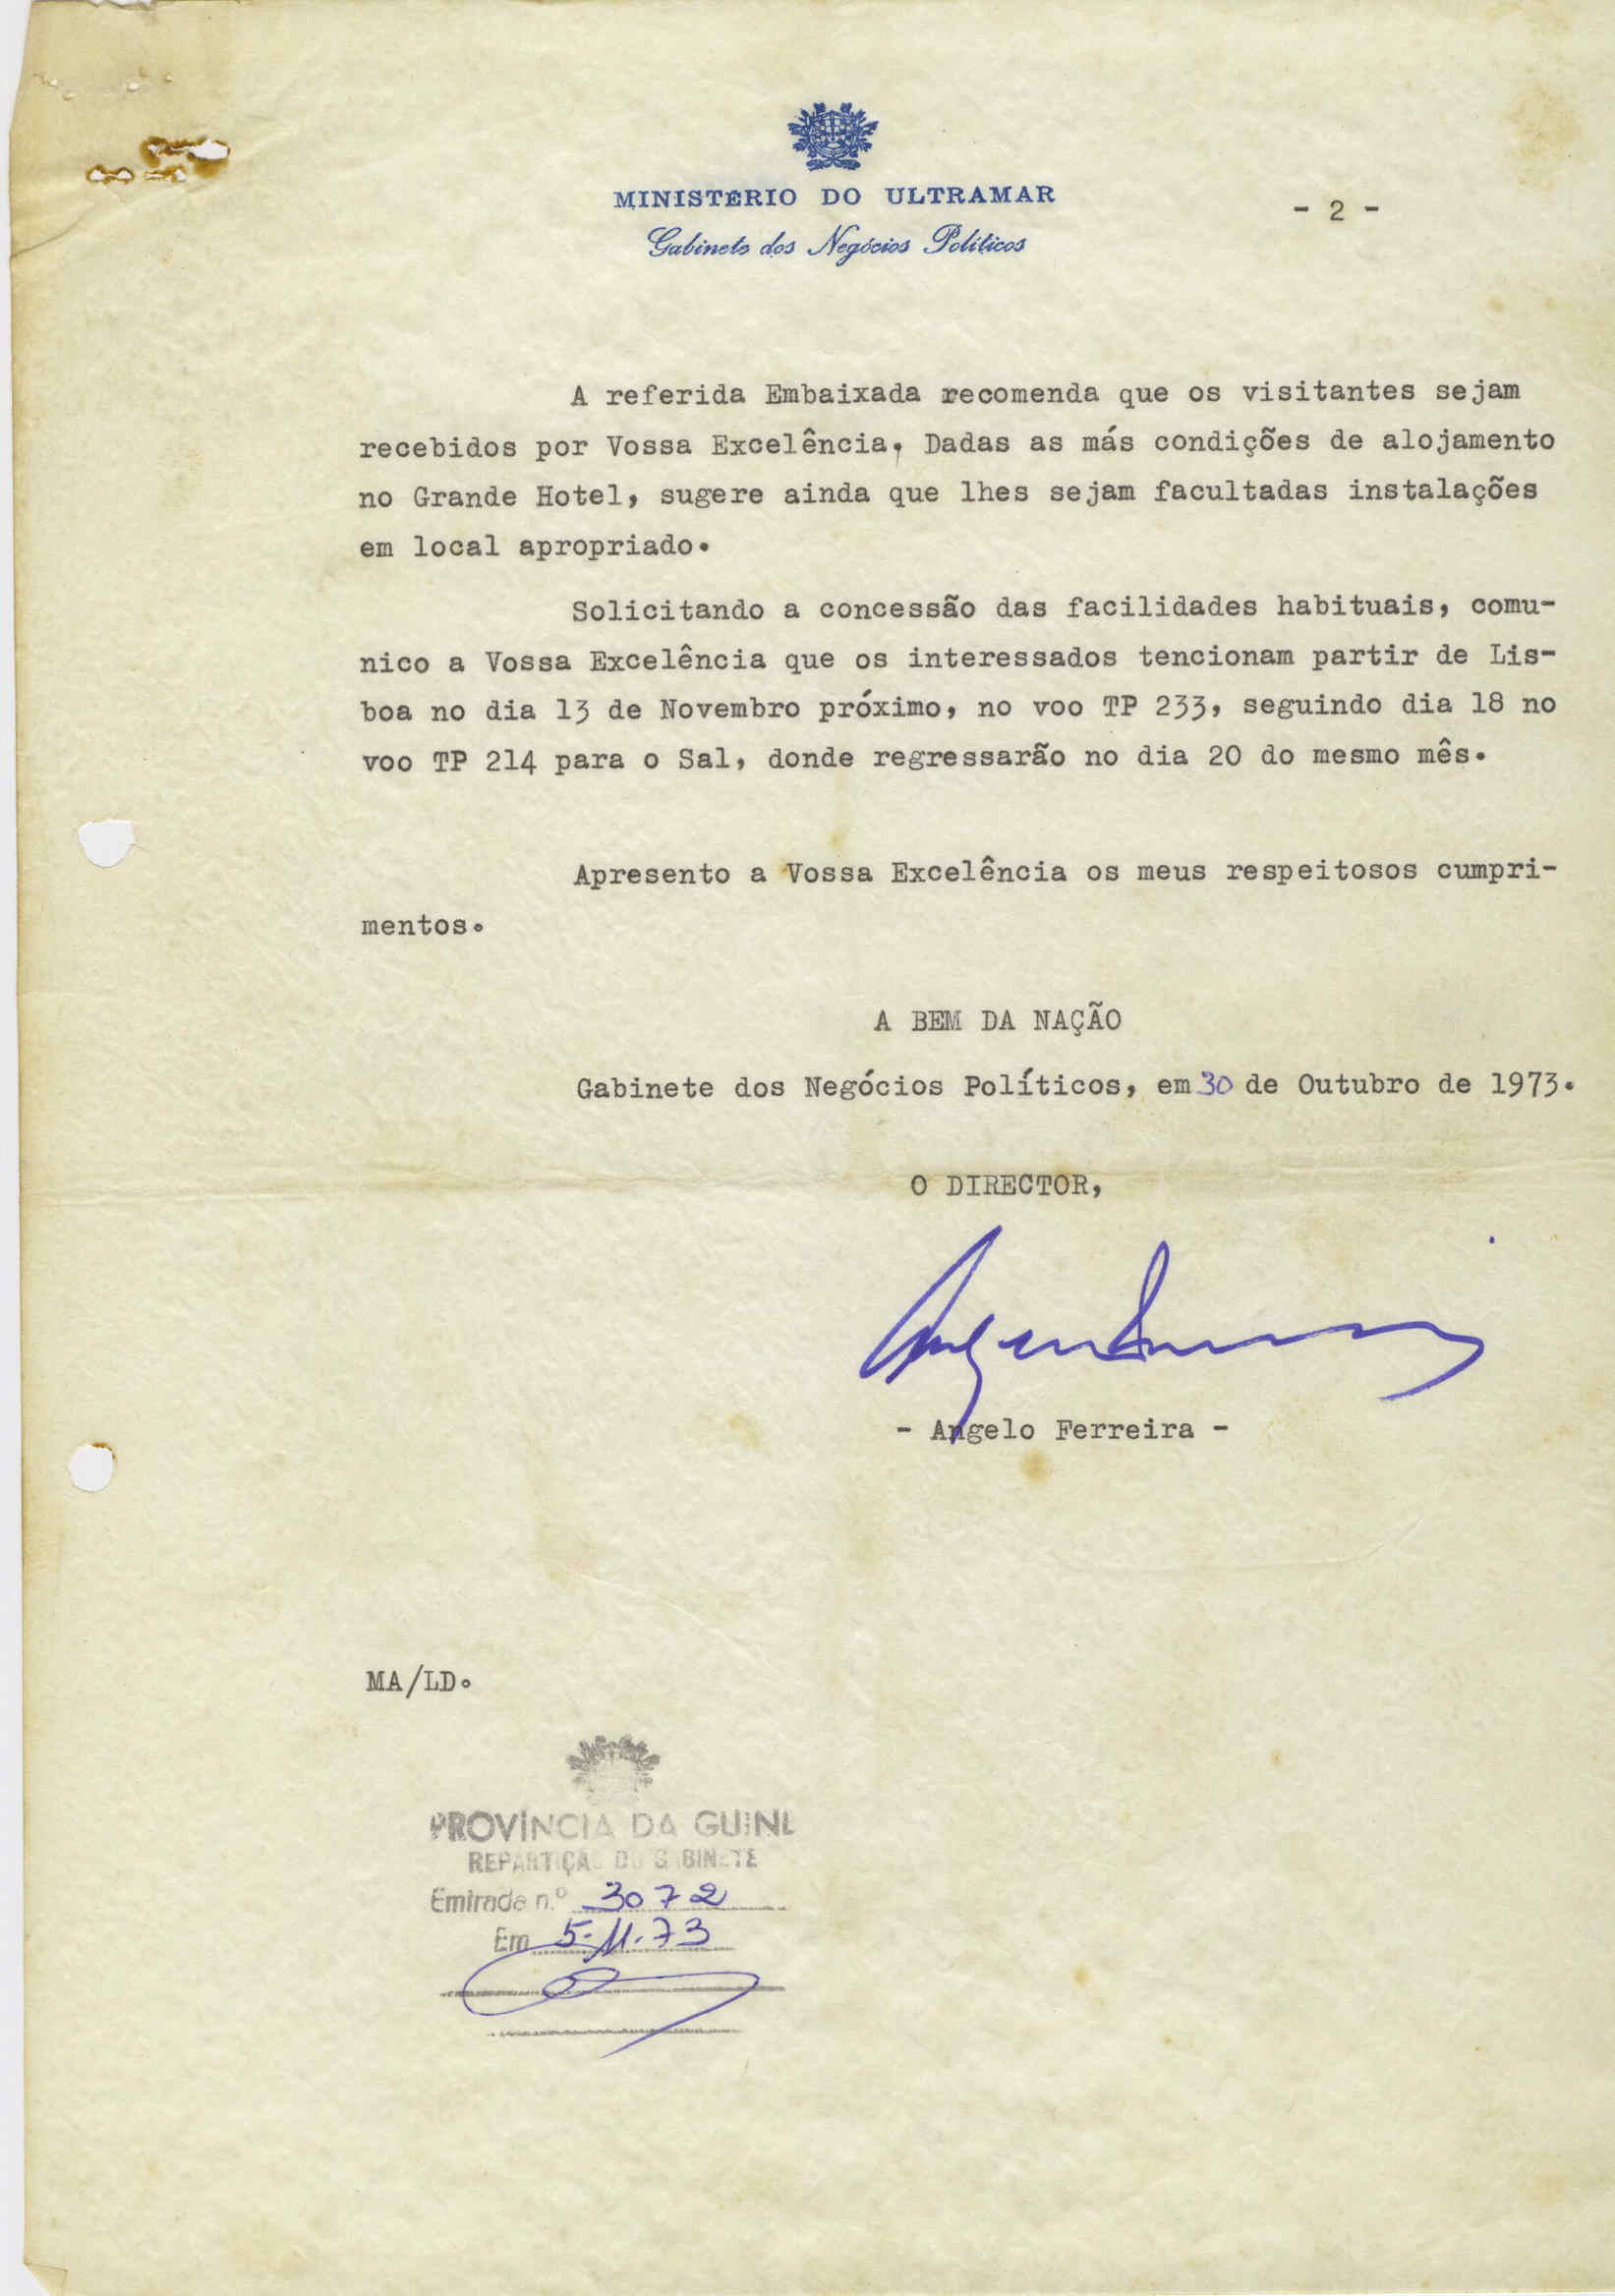 MINISTÉRIO DO ULTRAMAR
Gabinete dos Negócios Políticos
- 2 -
A referida Embaixada recomenda que os visitantes sejam
recebidos por Vossa Excelência. Dadas as más condições de alojamento
no Grande Hotel, sugere ainda que lhes sejam facultadas instalações
em local apropriado.
Solicitando a concessão das facilidades habituais, comu-
nico a Vossa Excelência que os interessados tencionam partir de Lis-
boa no dia 13 de Novembro próximo, no voo TP 233, seguindo dia 18 no
voo TP 214 para o Sal, donde regressarão no dia 20 do mesmo mês.
Apresento a Vossa Excelência os meus respeitosos cumpri-
mentos.
A BEM DA NAÇÃO
Gabinete dos Negócios Políticos, em 30 de Outubro de 1973.
O DIRECTOR,
- Angelo Ferreira -
MA/LD.
PROVÍNCIA DA GUINÉ
REPARTIÇÃO DO GABINETE
Entrada n.º 3072
Em 5-11-73